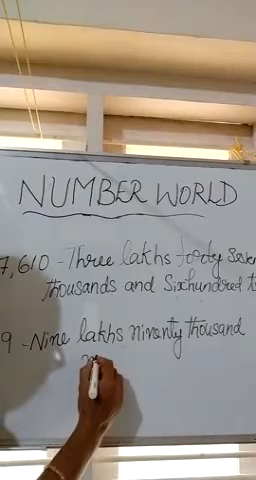 NUMBER WORLD
7,610 - Three lakhs forty seven
thousands and Sixhundred t
9 - Nine lakhs ninenty thousand